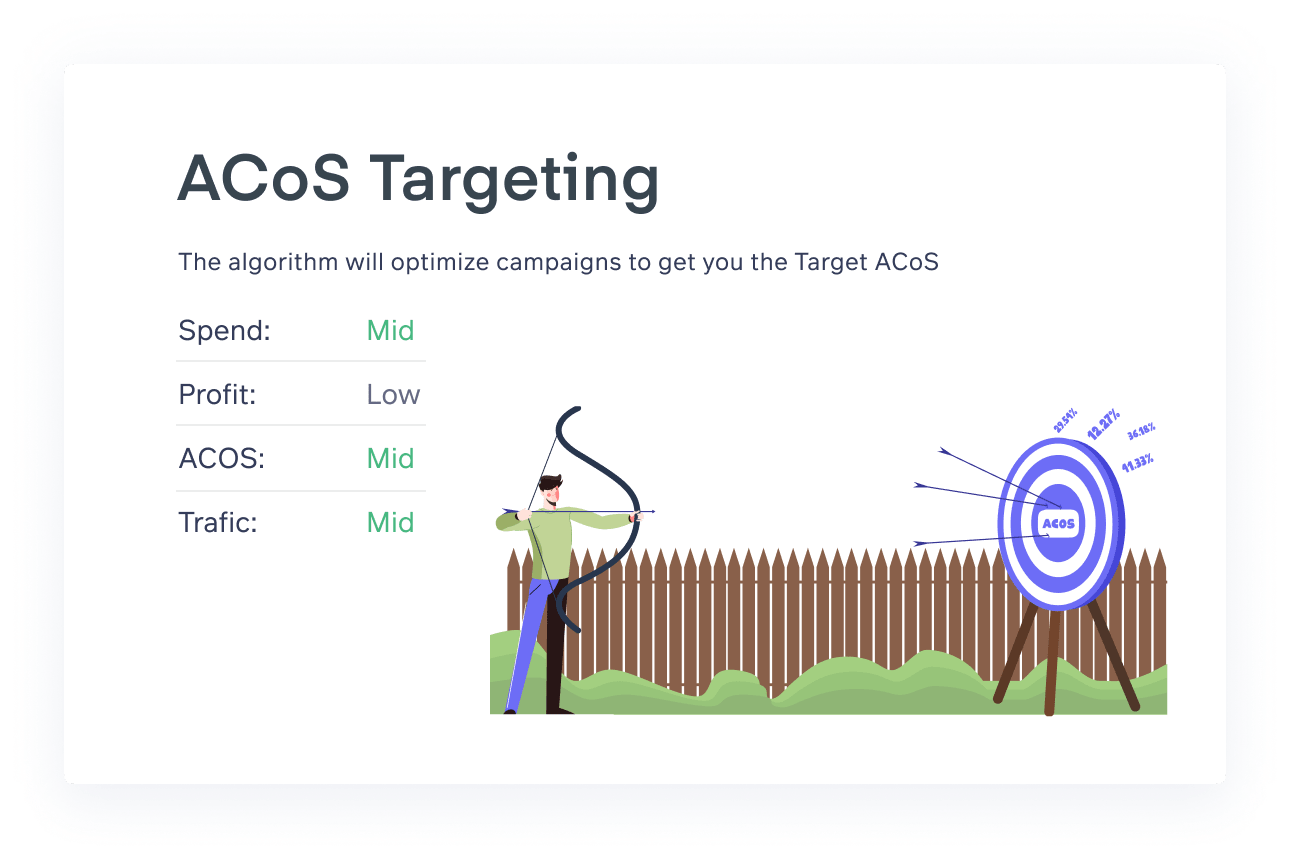 ACoS Targeting
The algorithm will optimize campaigns to get you the Target ACoS
Spend: Mid
Profit: Low
ACOS: Mid
Trafic: Mid
29.54%
12.27%
36.18%
11.33%
ACOS